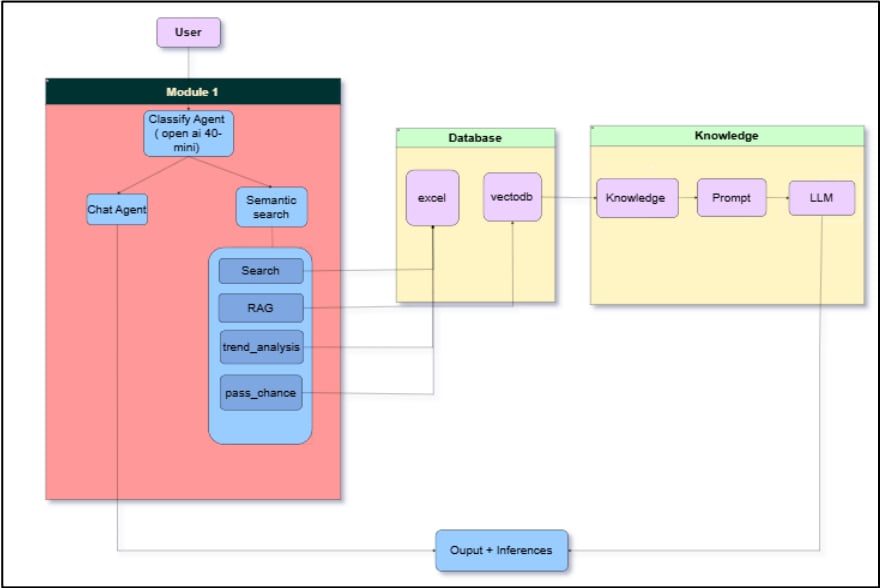 User
Module 1
Classify Agent
( open ai 40-
mini)
Chat Agent
Semantic
search
Search
RAG
trend_analysis
pass_chance
Database
excel
vectodb
Knowledge
Knowledge
Prompt
LLM
Ouput + Inferences